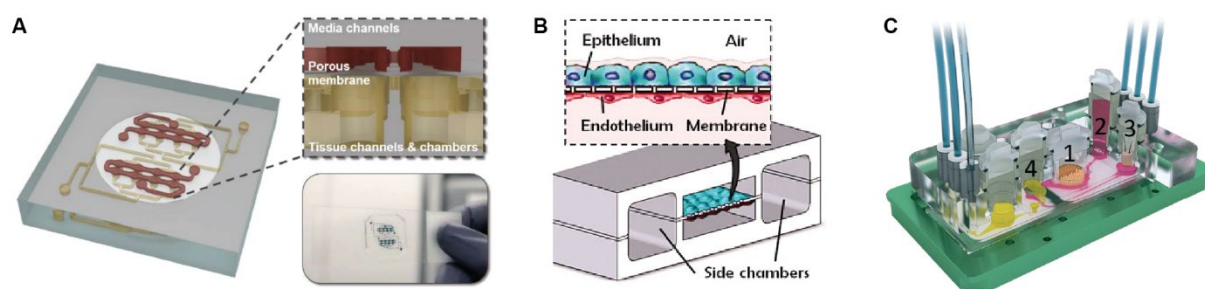 A
Media channels
Porous
membrane
Tissue channels & chambers
B
Epithelium
Air
Endothelium
Membrane
Side chambers
C
1
2
3
4